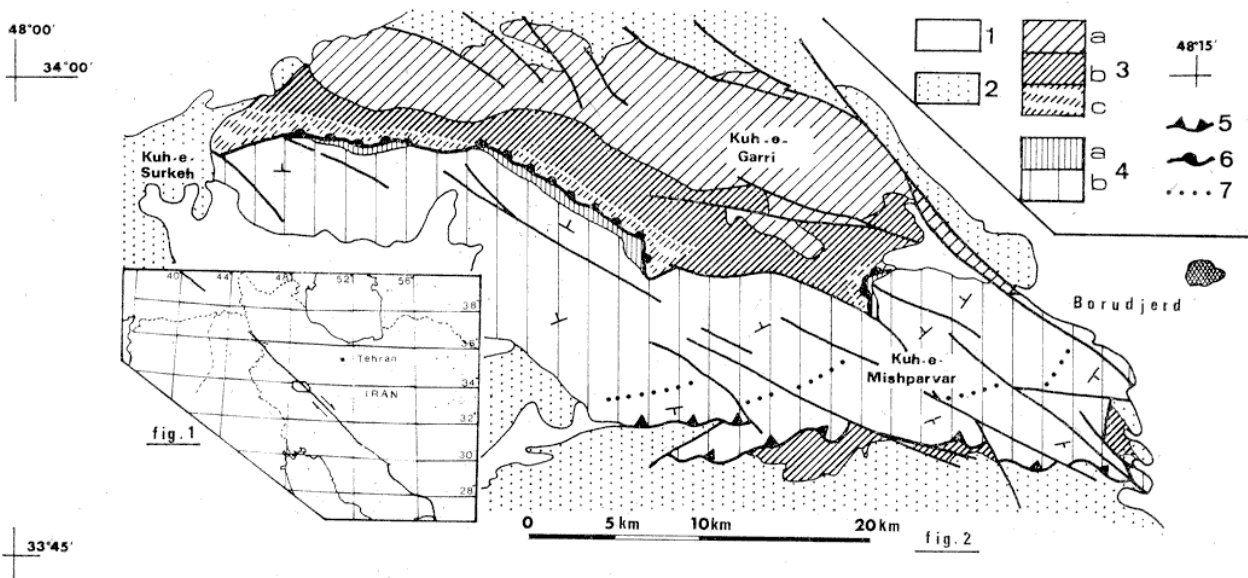 48°00'
34°00'
1
2
a
b
c
3
a
b
4
48°15'
5
6
7
Kuh-e-
Surkeh
Kuh-e-
Garri
Borudjerd
Kuh-e-
Mishparvar
40
44
48
52
56
38
36
34
32
30
28
Tehran
IRAN
fig.1
0
5 km
10km
20 km
fig.2
33°45'